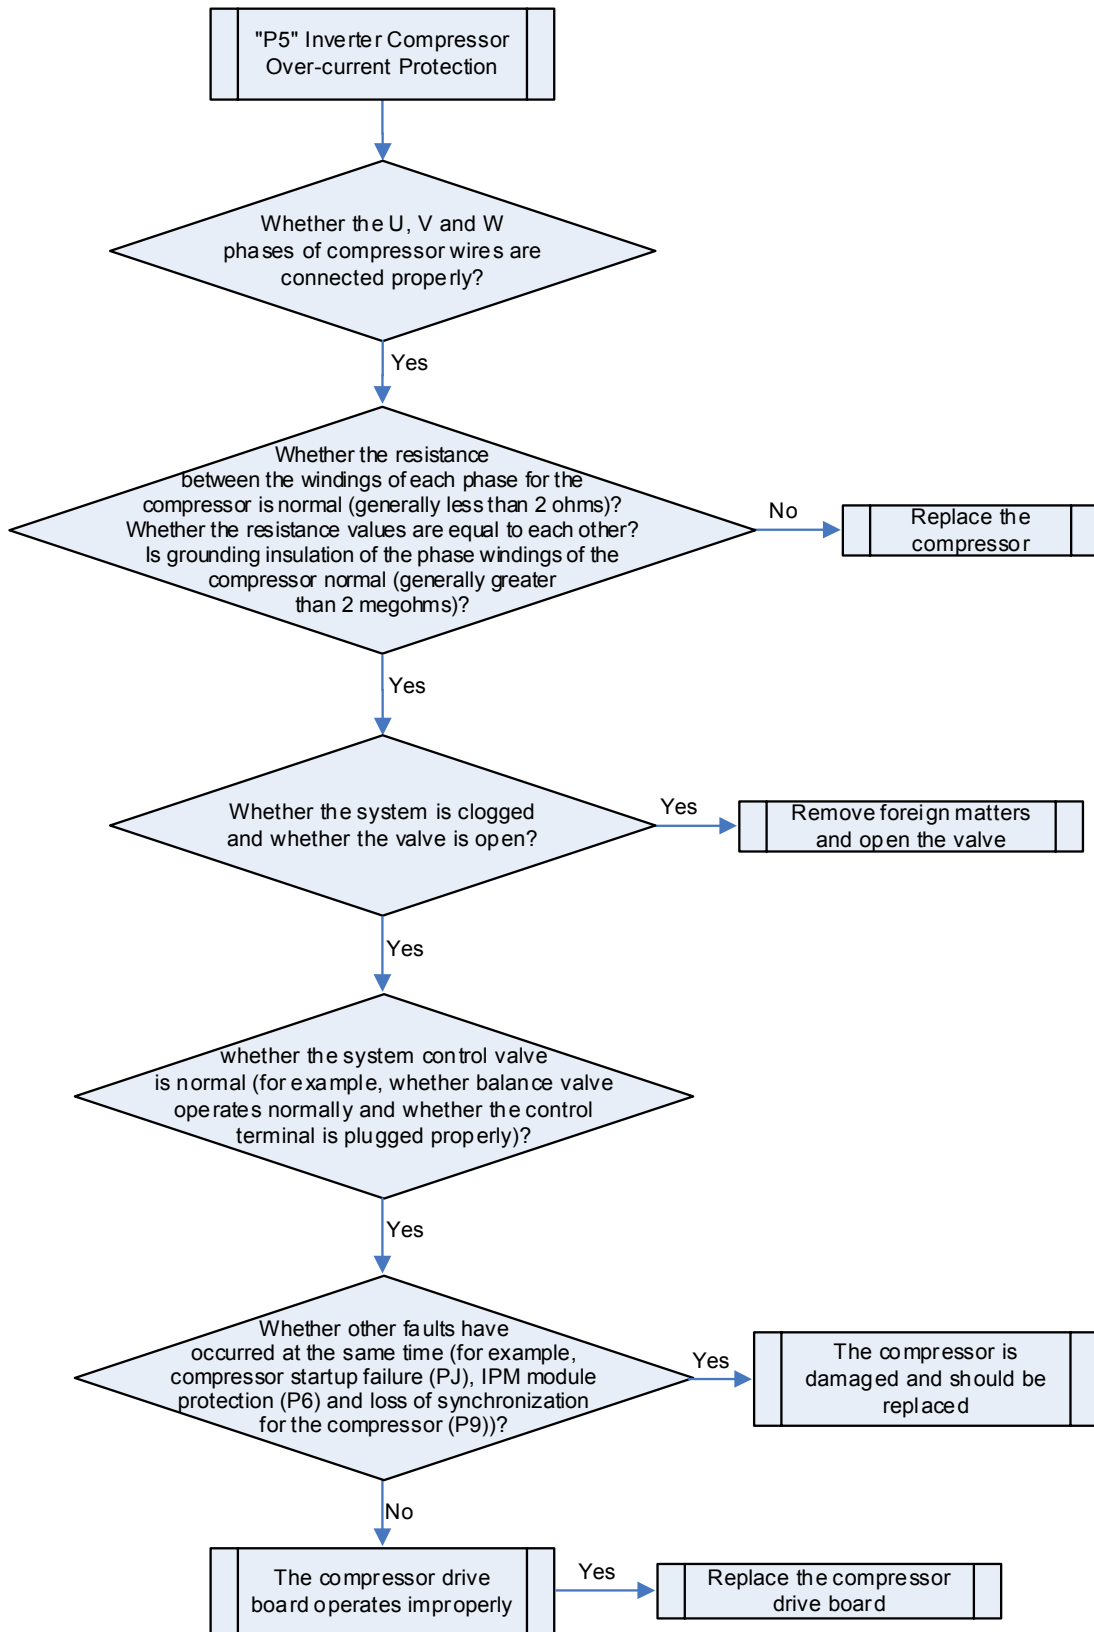 "P5" Inverter Compressor
Over-current Protection
Whether the U, V and W
phases of compressor wires are
connected properly?
Yes
Whether the resistance
between the windings of each phase for the
compressor is normal (generally less than 2 ohms)?
Whether the resistance values are equal to each other?
Is grounding insulation of the phase windings of the
compressor normal (generally greater
than 2 megohms)?
No
Replace the
compressor
Yes
Whether the system is clogged
and whether the valve is open?
Yes
Remove foreign matters
and open the valve
Yes
whether the system control valve
is normal (for example, whether balance valve
operates normally and whether the control
terminal is plugged properly)?
Yes
Whether other faults have
occurred at the same time (for example,
compressor startup failure (PJ), IPM module
protection (P6) and loss of synchronization
for the compressor (P9))?
Yes
The compressor is
damaged and should be
replaced
No
The compressor drive
board operates improperly
Yes
Replace the compressor
drive board